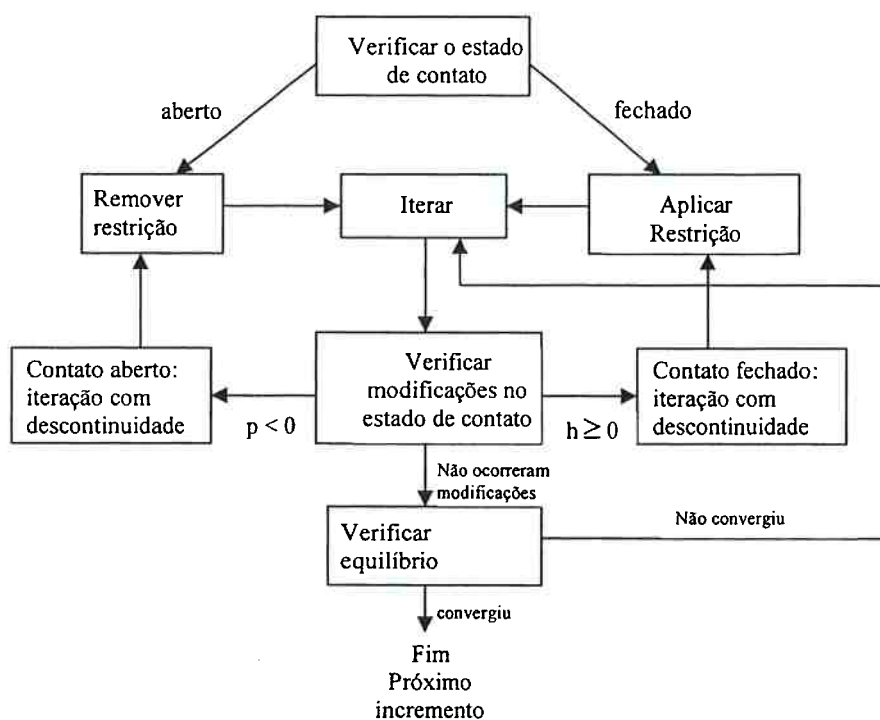 Verificar o estado
de contato
aberto
fechado
Remover
restrição
Iterar
Aplicar
Restrição
Contato aberto:
iteração com
descontinuidade
p < 0
Verificar
modificações no
estado de contato
h ≥ 0
Contato fechado:
iteração com
descontinuidade
Não ocorreram
modificações
Verificar
equilíbrio
Não convergiu
convergiu
Fim
Próximo
incremento